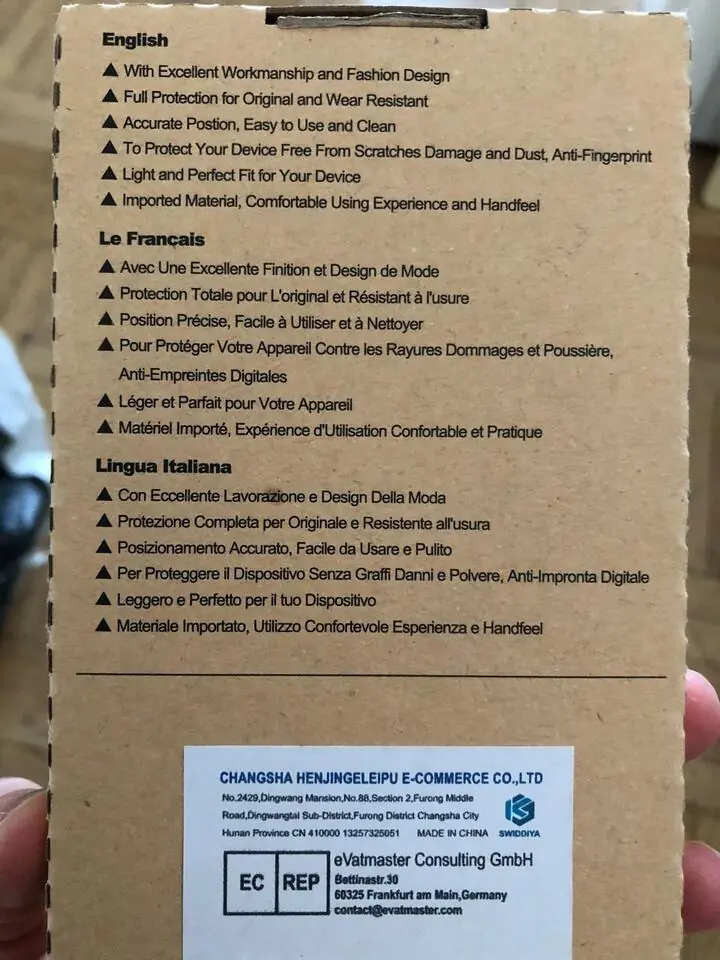 English
▲ With Excellent Workmanship and Fashion Design
▲ Full Protection for Original and Wear Resistant
▲ Accurate Postion, Easy to Use and Clean
▲ To Protect Your Device Free From Scratches Damage and Dust, Anti-Fingerprint
▲ Light and Perfect Fit for Your Device
▲ Imported Material, Comfortable Using Experience and Handfeel
Le Français
▲ Avec Une Excellente Finition et Design de Mode
▲ Protection Totale pour L'original et Résistant à l'usure
▲ Position Précise, Facile à Utiliser et à Nettoyer
▲ Pour Protéger Votre Appareil Contre les Rayures Dommages et Poussière,
Anti-Empreintes Digitales
▲ Léger et Parfait pour Votre Appareil
▲ Matériel Importé, Expérience d'Utilisation Confortable et Pratique
Lingua Italiana
▲ Con Eccellente Lavorazione e Design Della Moda
▲ Protezione Completa per Originale e Resistente all'usura
▲ Posizionamento Accurato, Facile da Usare e Pulito
▲ Per Proteggere il Dispositivo Senza Graffi Danni e Polvere, Anti-Impronta Digitale
▲ Leggero e Perfetto per il tuo Dispositivo
▲ Materiale Importato, Utilizzo Confortevole Esperienza e Handfeel
CHANGSHA HENJINGELEIPU E-COMMERCE CO.,LTD
No.2429,Dingwang Mansion,No.88,Section 2,Furong Middle
Road,Dingwangtai Sub-District,Furong District Changsha City
Hunan Province CN 410000 13257325051 MADE IN CHINA SWIDDIYA
EC REP
eVatmaster Consulting GmbH
Bettinastr.30
60325 Frankfurt am Main,Germany
contact@evatmaster.com